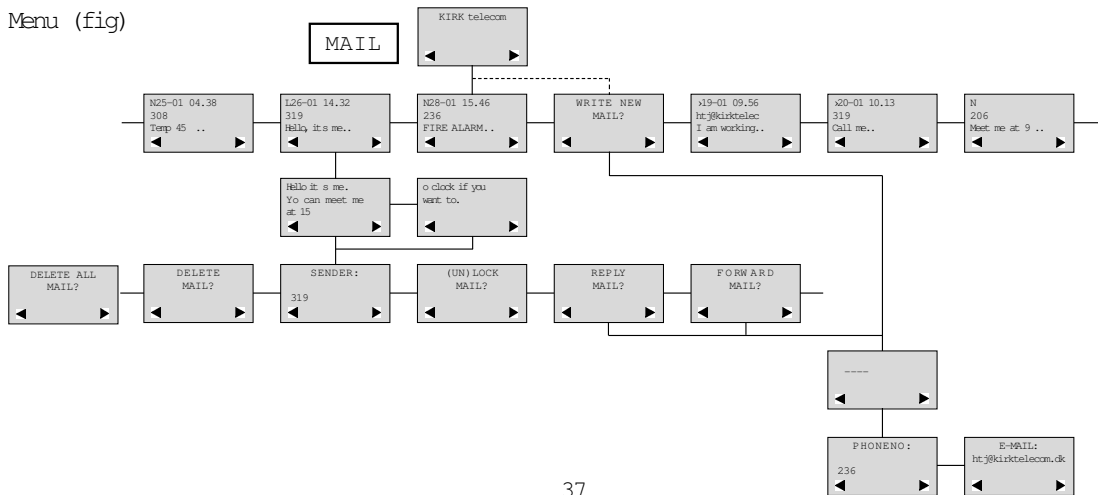 Menu (fig)
MAIL
KIRK telecom
N25-01 04.38
308
Temp 45 ..
L26-01 14.32
319
Hello, its me..
N28-01 15.46
236
FIRE ALARM..
WRITE NEW
MAIL?
›19-01 09.56
htj@kirktelec
I am working..
›20-01 10.13
319
Call me..
N
206
Meet me at 9 ..
Hello it s me.
Yo can meet me
at 15
o clock if you
want to.
DELETE ALL
MAIL?
DELETE
MAIL?
SENDER:
319
(UN)LOCK
MAIL?
REPLY
MAIL?
FORWARD
MAIL?
----
PHONENO:
236
E-MAIL:
htj@kirktelecom.dk
37